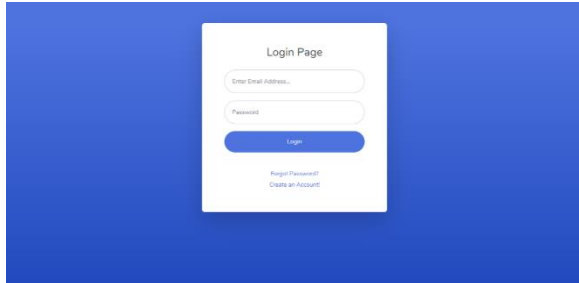 Login Page
Enter Email Address...
Password
Login
Forgot Password?
Create an Account!